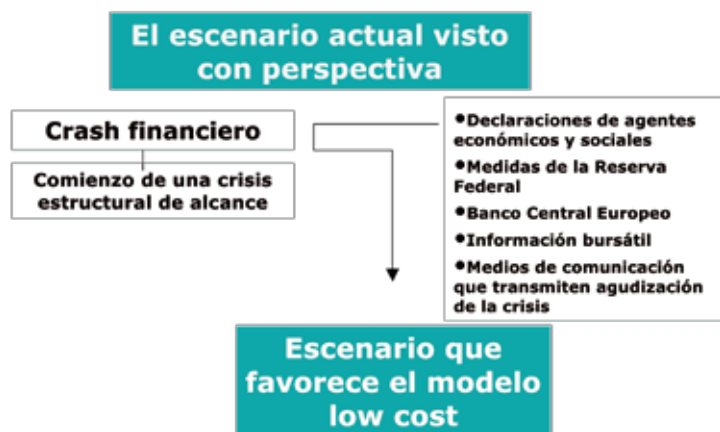 El escenario actual visto
con perspectiva
Crash financiero
Comienzo de una crisis
estructural de alcance
•Declaraciones de agentes
económicos y sociales
•Medidas de la Reserva
Federal
•Banco Central Europeo
•Información bursátil
•Medios de comunicación
que transmiten agudización
de la crisis
Escenario que
favorece el modelo
low cost